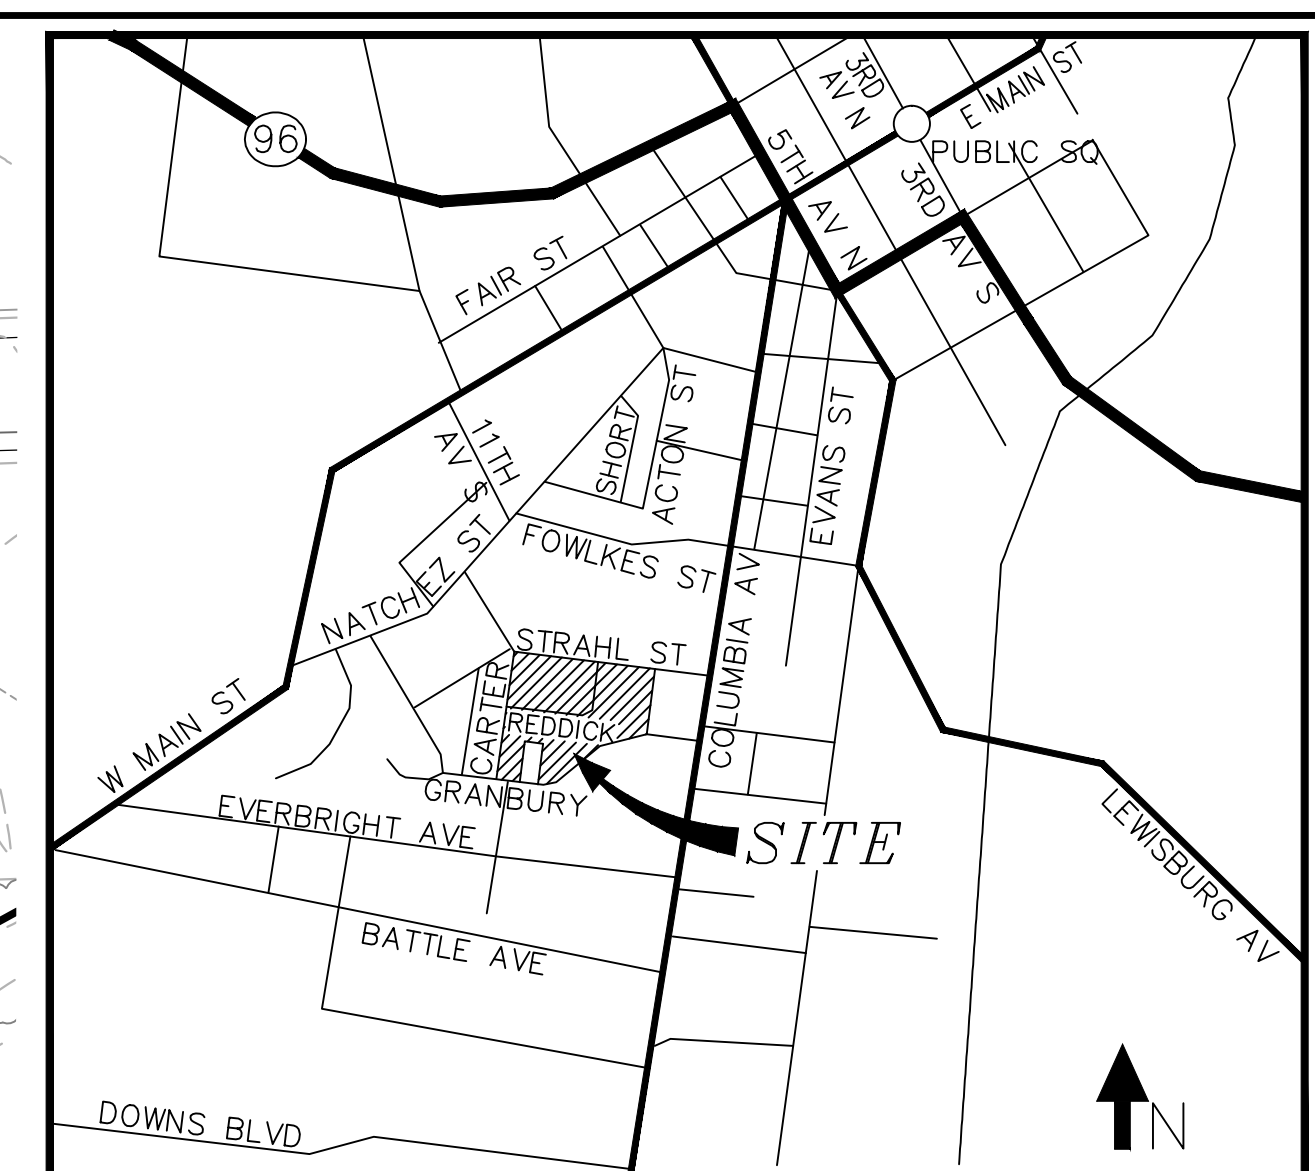 3RD
AV N
E MAIN ST
96
5TH
AV N
PUBLIC SQ
3RD
AV S
FAIR ST
SHORT
ACTON ST
EVANS ST
11TH
AV S
NATCHEZ ST
FOWLKES ST
COLUMBIA AV
STRAHL ST
W MAIN ST
CARTER
REDDICK
GRANBURY
EVERBRIGHT AVE
SITE
LEWISBURG AV
BATTLE AVE
DOWNS BLVD
N